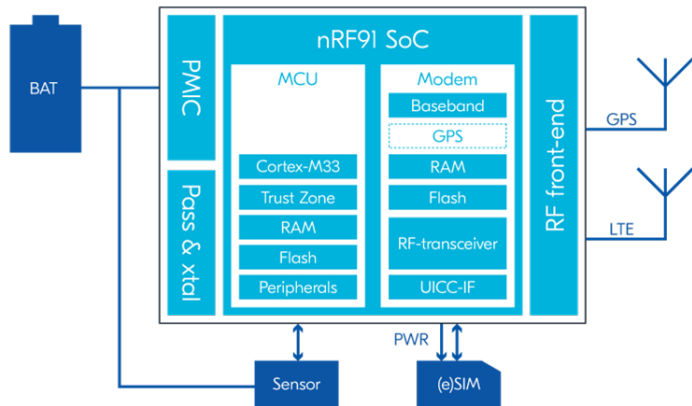 nRF91 SoC
BAT
PMIC
Pass & xtal
MCU
Cortex-M33
Trust Zone
RAM
Flash
Peripherals
Modem
Baseband
GPS
RAM
Flash
RF-transceiver
UICC-IF
RF front-end
GPS
LTE
PWR
Sensor
(e)SIM